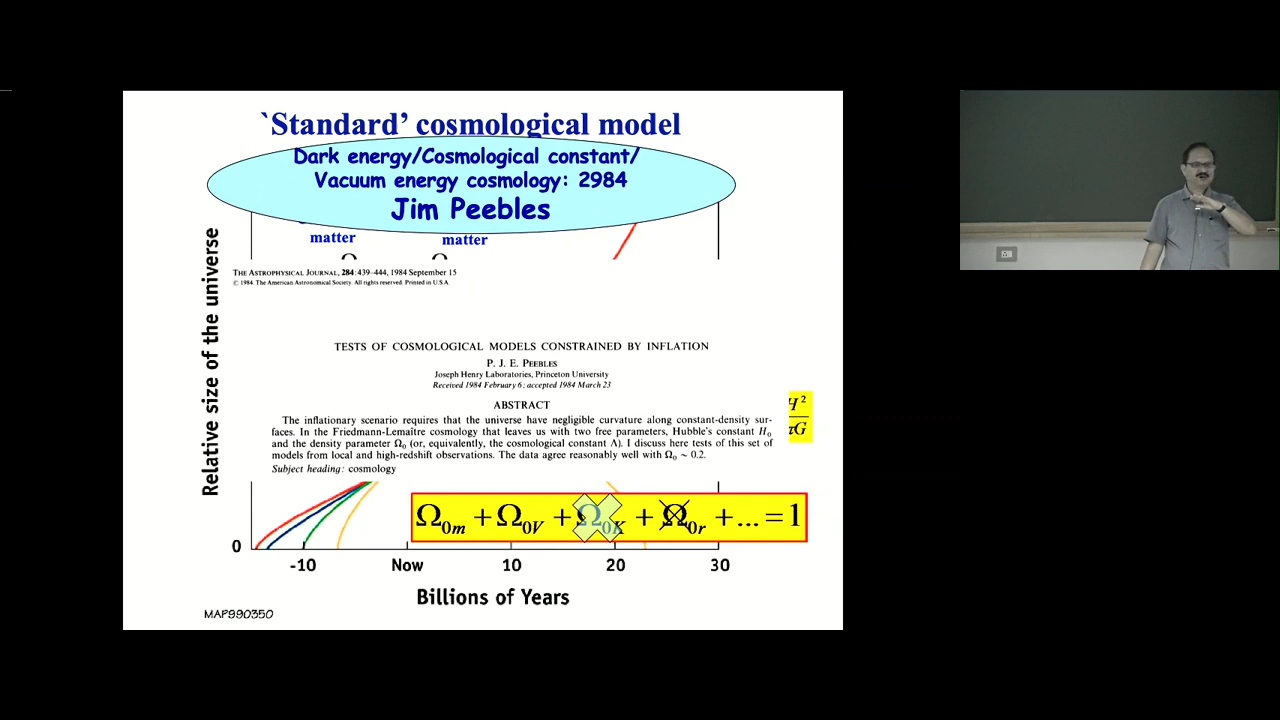 `Standard' cosmological model
Dark energy/Cosmological constant/
Vacuum energy cosmology: 2984
Jim Peebles
matter
matter
THE ASTROPHYSICAL JOURNAL, 284:439-444, 1984 September 15
© 1984. The American Astronomical Society. All rights reserved. Printed in U.S.A.
TESTS OF COSMOLOGICAL MODELS CONSTRAINED BY INFLATION
P. J. E. PEEBLES
Joseph Henry Laboratories, Princeton University
Received 1984 February 6; accepted 1984 March 23
ABSTRACT
The inflationary scenario requires that the universe have negligible curvature along constant-density sur-
faces. In the Friedmann-Lemaître cosmology that leaves us with two free parameters, Hubble's constant H₀
and the density parameter Ω₀ (or, equivalently, the cosmological constant Λ). I discuss here tests of this set of
models from local and high-redshift observations. The data agree reasonably well with Ω₀ ~ 0.2.
Subject heading: cosmology
H²
πG
Relative size of the universe
Ω0m + Ω0V + Ω0K + Ω0r + ... = 1
0
-10 Now 10 20 30
Billions of Years
MAP990350